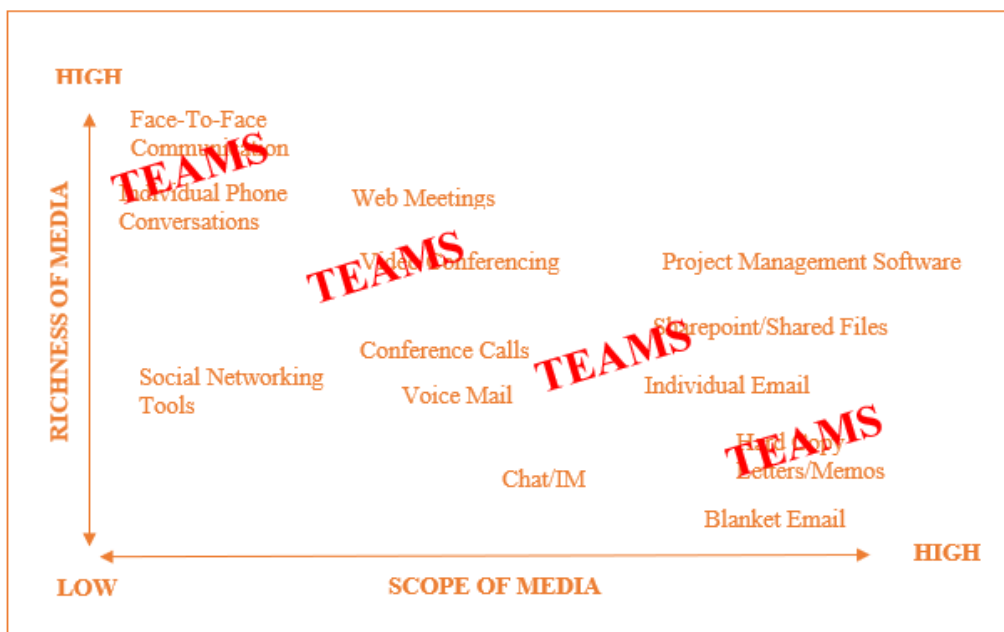 HIGH
Face-To-Face
Communication
TEAMS
Individual Phone
Conversations
Web Meetings
TEAMS
Video Conferencing
Project Management Software
Sharepoint/Shared Files
TEAMS
Conference Calls
Social Networking
Tools
Voice Mail
Individual Email
TEAMS
Hard Copy
Letters/Memos
Chat/IM
Blanket Email
RICHNESS OF MEDIA
HIGH
LOW
SCOPE OF MEDIA